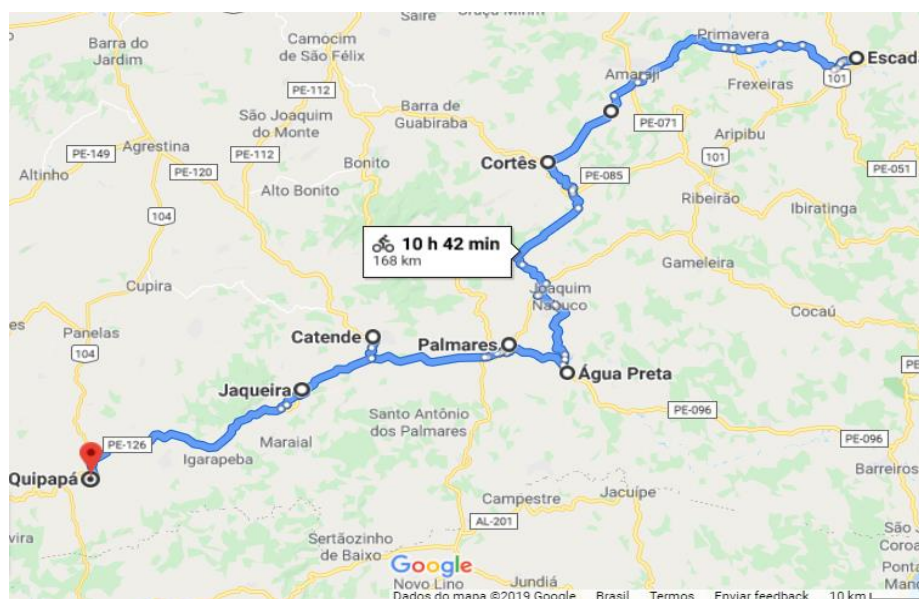 Saire
Barra do
Jardim
Camocim
de São Félix
PE-112
Primavera
Escada
101
Amaraji
Frexeiras
São Joaquim
do Monte
Barra de
Guabiraba
PE-071
Aripibu
PE-149
Agrestina
PE-112
Cortês
101
PE-120
Bonito
PE-085
PE-051
Altinho
Alto Bonito
Ribeirão
104
Ibiratinga
10 h 42 min
168 km
Gameleira
Cupira
Joaquim
Nabuco
Cocaú
Panelas
Catende
Palmares
104
Água Preta
Jaqueira
PE-096
Santo Antônio
dos Palmares
PE-126
Maraial
PE-096
Igarapeba
Quipapá
Barreiros
Campestre
Jacuípe
AL-201
Sertãozinho
de Baixo
São J
Coroa
Google
Novo Lino
Jundiá
Dados do mapa ©2019 Google Brasil Termos Enviar feedback 10 km